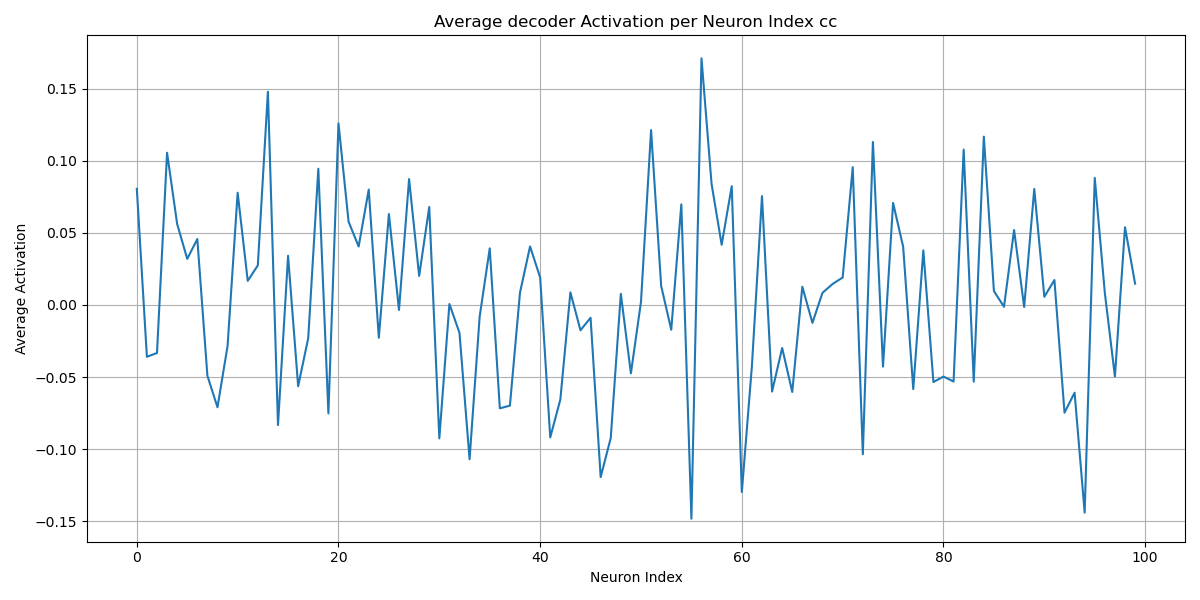 Average decoder Activation per Neuron Index cc
Average Activation
0.15
0.10
0.05
0.00
−0.05
−0.10
−0.15
0 20 40 60 80 100
Neuron Index